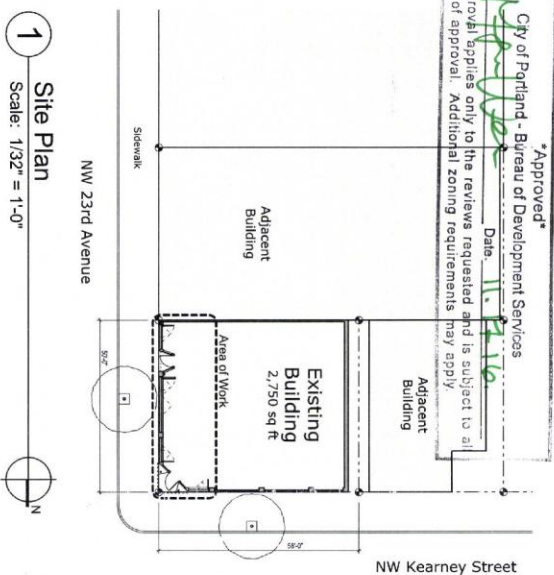 *Approved*
City of Portland - Bureau of Development Services
Date. 11.17.16
roval applies only to the reviews requested and is subject to all
of approval. Additional zoning requirements may apply.
Adjacent
Building
Adjacent
Building
Existing
Building
2,750 sq ft
Area of Work
Sidewalk
50'-0"
55'-0"
NW 23rd Avenue
NW Kearney Street
1
Site Plan
Scale: 1/32" = 1'-0"
N